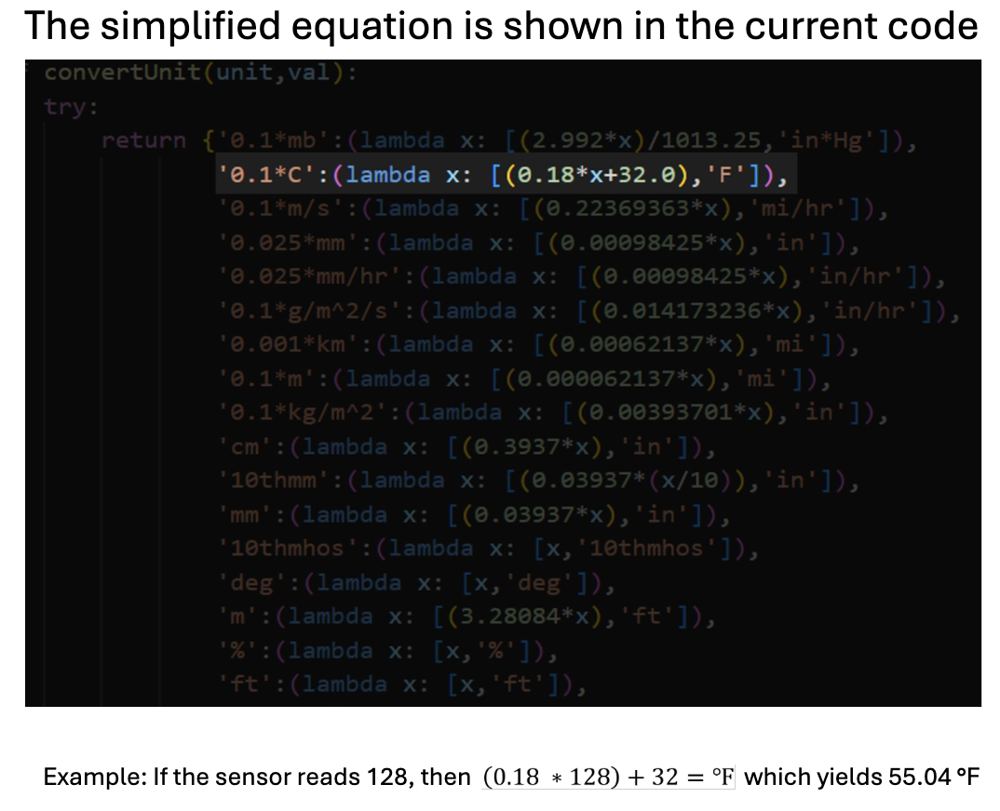 The simplified equation is shown in the current code
convertUnit(unit,val):
try:
return {'0.1*mb':(lambda x: [(2.992*x)/1013.25,'in*Hg']),
'0.1*C':(lambda x: [(0.18*x+32.0),'F']),
'0.1*m/s':(lambda x: [(0.22369363*x),'mi/hr']),
'0.025*mm':(lambda x: [(0.00098425*x),'in']),
'0.025*mm/hr':(lambda x: [(0.00098425*x),'in/hr']),
'0.1*g/m^2/s':(lambda x: [(0.014173236*x),'in/hr']),
'0.001*km':(lambda x: [(0.00062137*x),'mi']),
'0.1*m':(lambda x: [(0.000062137*x),'mi']),
'0.1*kg/m^2':(lambda x: [(0.00393701*x),'in']),
'cm':(lambda x: [(0.3937*x),'in']),
'10thmm':(lambda x: [(0.03937*(x/10)),'in']),
'mm':(lambda x: [(0.03937*x),'in']),
'10thmhos':(lambda x: [x,'10thmhos']),
'deg':(lambda x: [x,'deg']),
'm':(lambda x: [(3.28084*x),'ft']),
'%':(lambda x: [x,'%']),
'ft':(lambda x: [x,'ft']),
Example: If the sensor reads 128, then (0.18 * 128) + 32 = °F which yields 55.04 °F